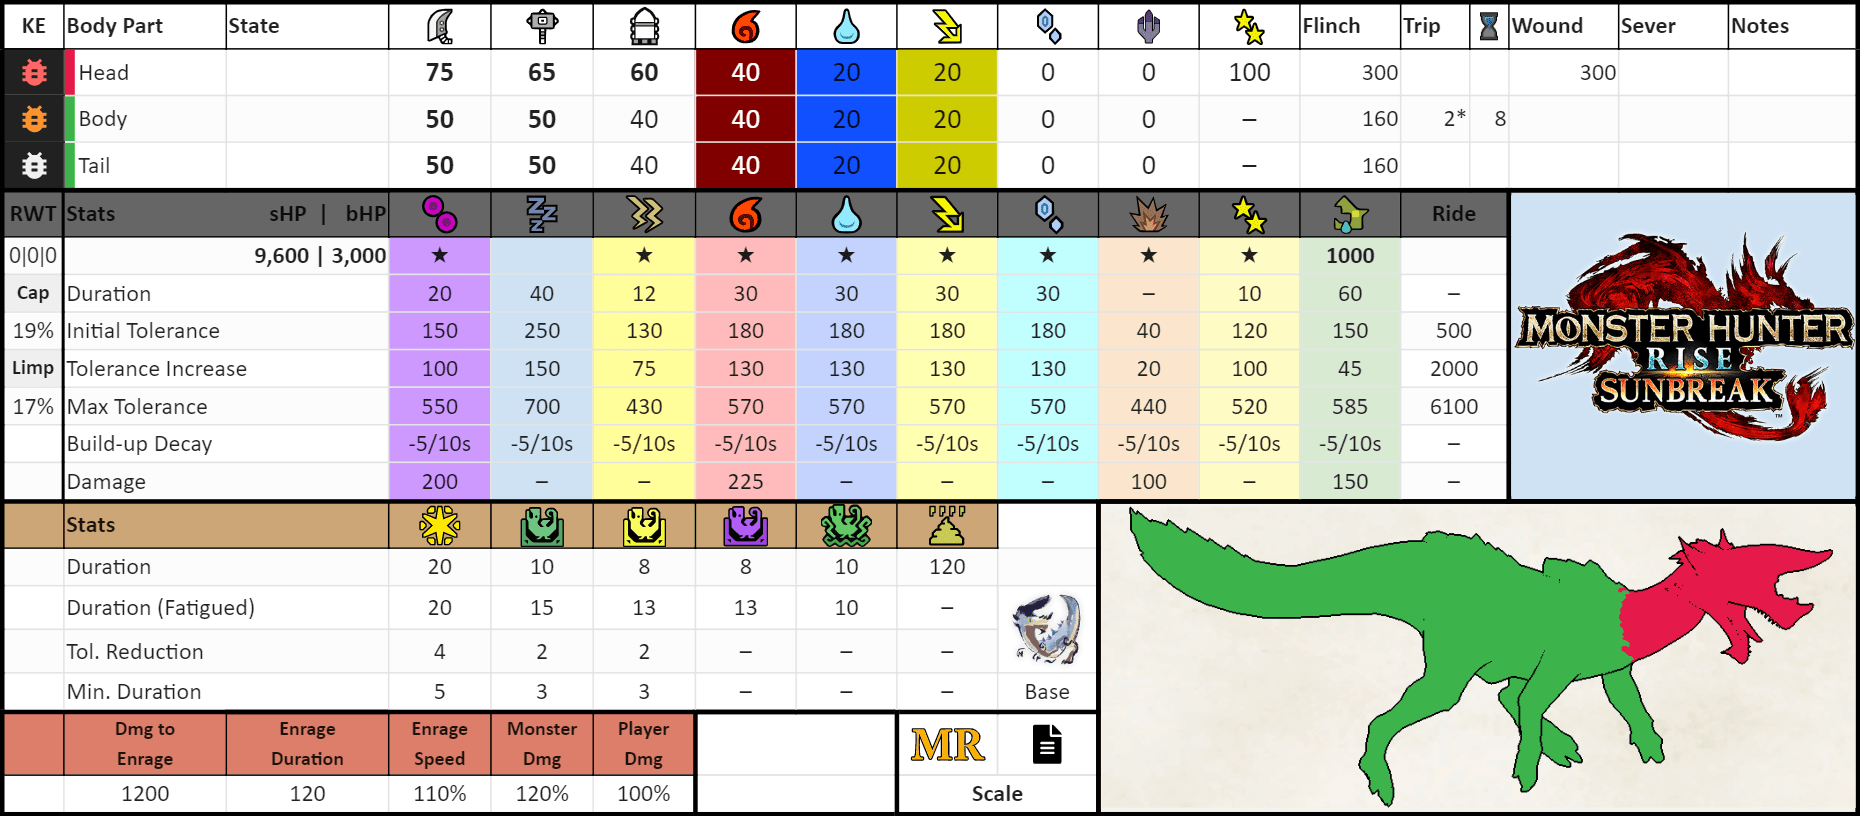 KE Body Part State Flinch Trip Wound Sever Notes
Head 75 65 60 40 20 20 0 0 100 300 300
Body 50 50 40 40 20 20 0 0 – 160 2* 8
Tail 50 50 40 40 20 20 0 0 – 160
RWT Stats sHP | bHP Ride
0|0|0 9,600 | 3,000 ★ ★ ★ ★ ★ ★ ★ ★ 1000
Cap Duration 20 40 12 30 30 30 30 – 10 60 –
19% Initial Tolerance 150 250 130 180 180 180 180 40 120 150 500
Limp Tolerance Increase 100 150 75 130 130 130 130 20 100 45 2000
17% Max Tolerance 550 700 430 570 570 570 570 440 520 585 6100
Build-up Decay -5/10s -5/10s -5/10s -5/10s -5/10s -5/10s -5/10s -5/10s -5/10s -5/10s –
Damage 200 – – 225 – – – 100 – 150 –
MONSTER HUNTER
RISE
SUNBREAK
™
Stats
Duration 20 10 8 8 10 120
Duration (Fatigued) 20 15 13 13 10 –
Tol. Reduction 4 2 2 – – –
Min. Duration 5 3 3 – – – Base
Dmg to Enrage Enrage Monster Player
Enrage Duration Speed Dmg Dmg
MR
1200 120 110% 120% 100% Scale